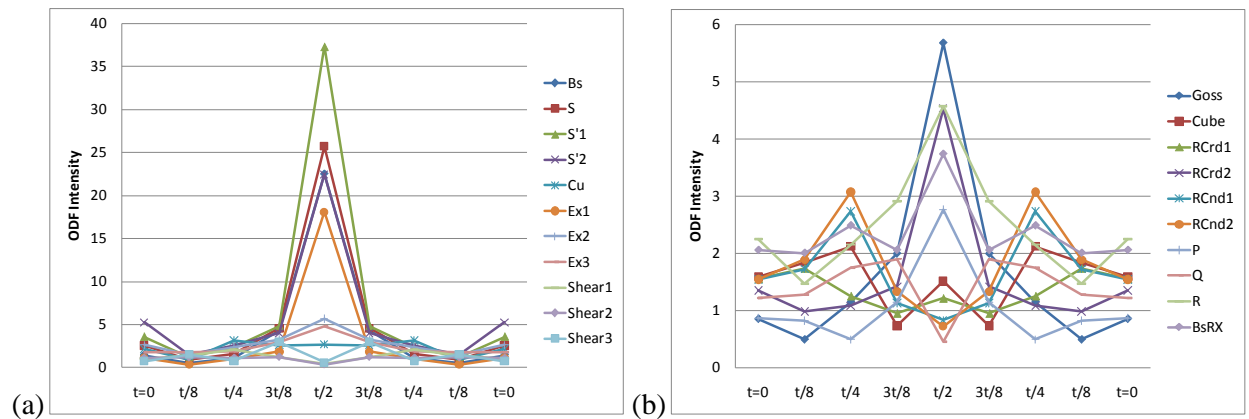 40
35
30
25
20
15
10
5
0
ODF Intensity
t=0 t/8 t/4 3t/8 t/2 3t/8 t/4 t/8 t=0
Bs
S
S'1
S'2
Cu
Ex1
Ex2
Ex3
Shear1
Shear2
Shear3
(a)
6
5
4
3
2
1
0
ODF Intensity
t=0 t/8 t/4 3t/8 t/2 3t/8 t/4 t/8 t=0
Goss
Cube
RCrd1
RCrd2
RCnd1
RCnd2
P
Q
R
BsRX
(b)